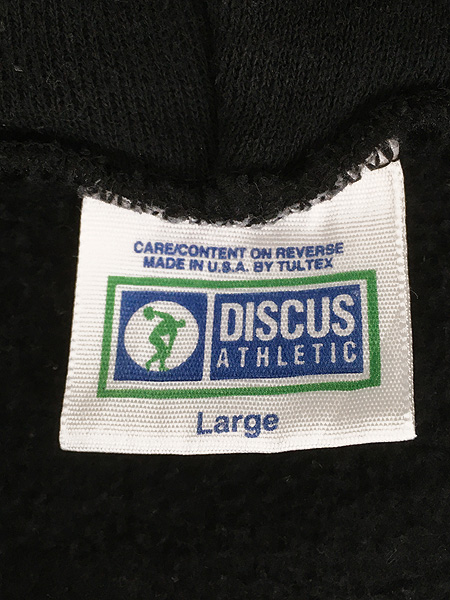 CARE/CONTENT ON REVERSE
MADE IN U.S.A. BY TULTEX
DISCUS
ATHLETIC
Large